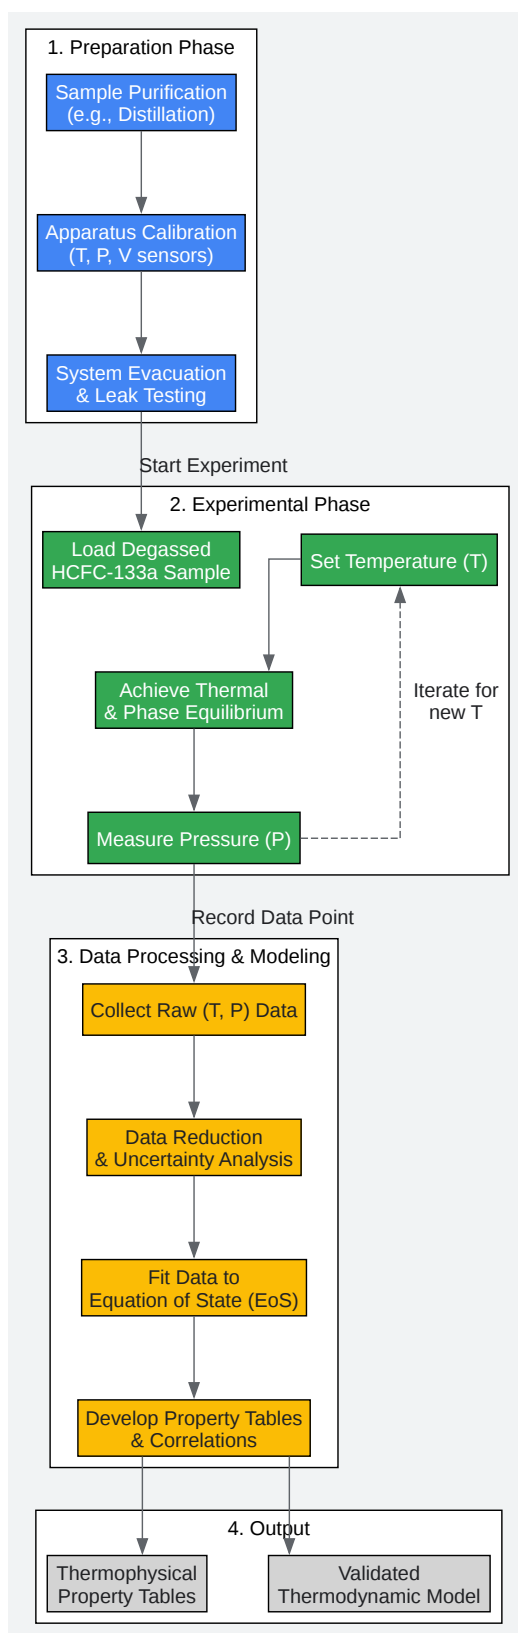 1. Preparation Phase
Sample Purification
(e.g., Distillation)
Apparatus Calibration
(T, P, V sensors)
System Evacuation
& Leak Testing
Start Experiment
2. Experimental Phase
Load Degassed
HCFC-133a Sample
Set Temperature (T)
Achieve Thermal
& Phase Equilibrium
Iterate for
new T
Measure Pressure (P)
Record Data Point
3. Data Processing & Modeling
Collect Raw (T, P) Data
Data Reduction
& Uncertainty Analysis
Fit Data to
Equation of State (EoS)
Develop Property Tables
& Correlations
4. Output
Thermophysical
Property Tables
Validated
Thermodynamic Model